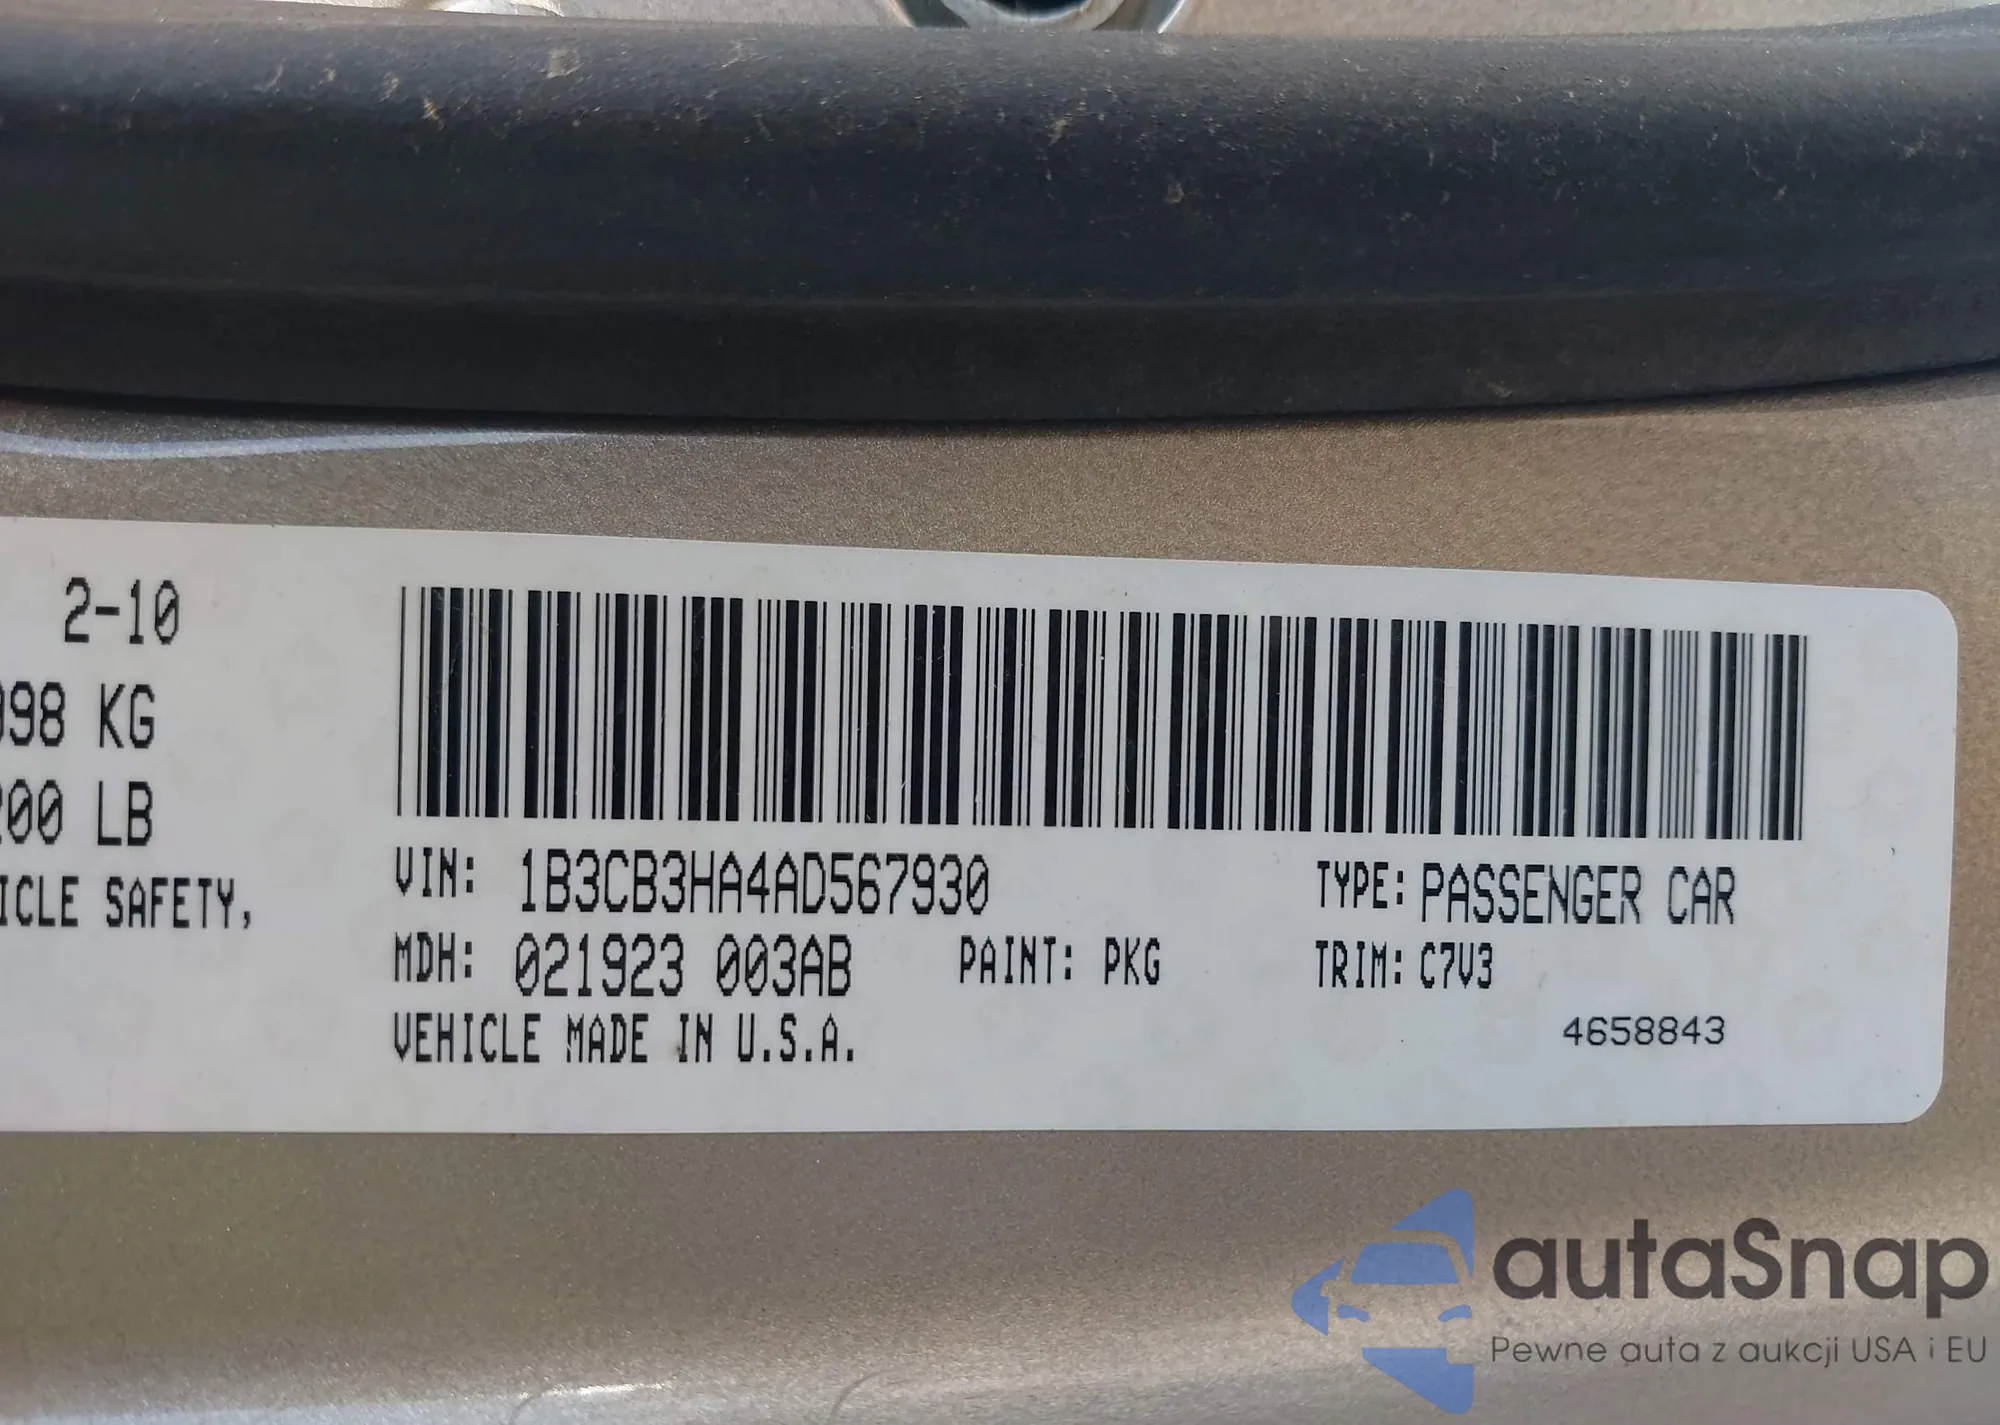 2-10
98 KG
00 LB
ICLE SAFETY,
VIN: 1B3CB3HA4AD567930
TYPE: PASSENGER CAR
MDH: 021923 003AB PAINT: PKG TRIM: C7V3
VEHICLE MADE IN U.S.A.
4658843
autaSnap
Pewne auta z aukcji USA i EU